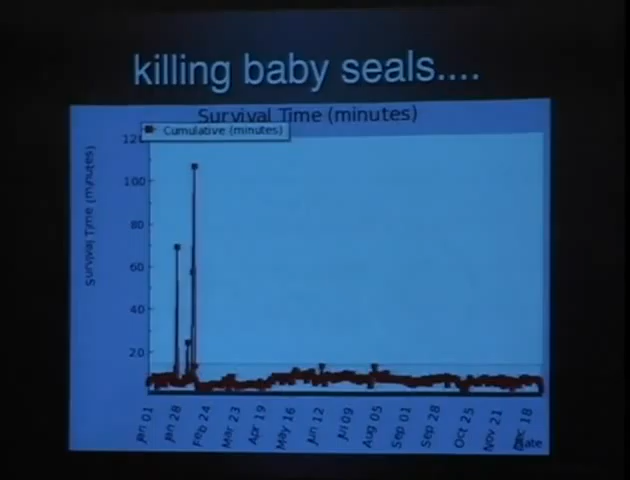 killing baby seals....
Survival Time (minutes)
Cumulative (minutes)
Survival Time (minutes)
100
80
60
40
20
Jan 01
Jan 28
Feb 24
Mar 23
Apr 19
May 16
Jun 12
Jul 09
Aug 05
Sep 01
Sep 28
Oct 25
Nov 21
Dec 18